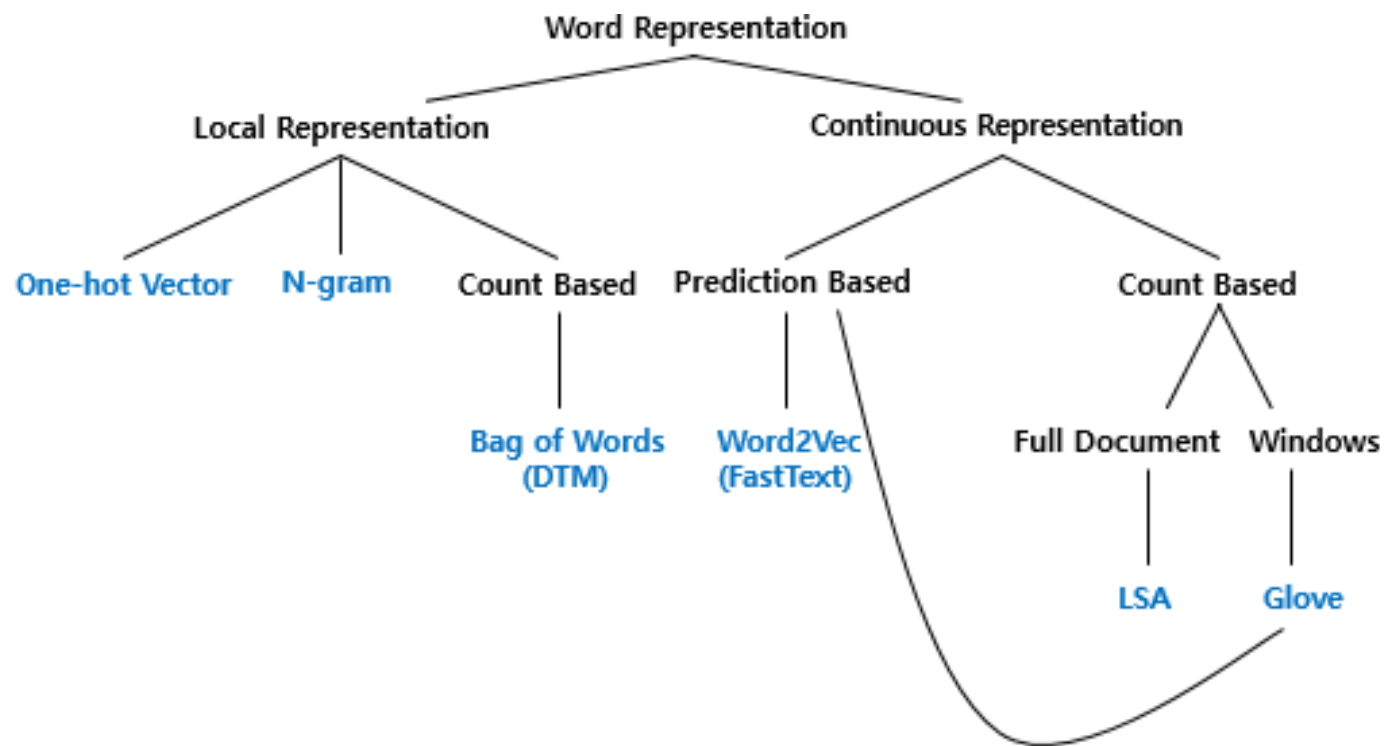 Word Representation
Local Representation
Continuous Representation
One-hot Vector
N-gram
Count Based
Prediction Based
Count Based
Bag of Words
(DTM)
Word2Vec
(FastText)
Full Document
Windows
LSA
Glove